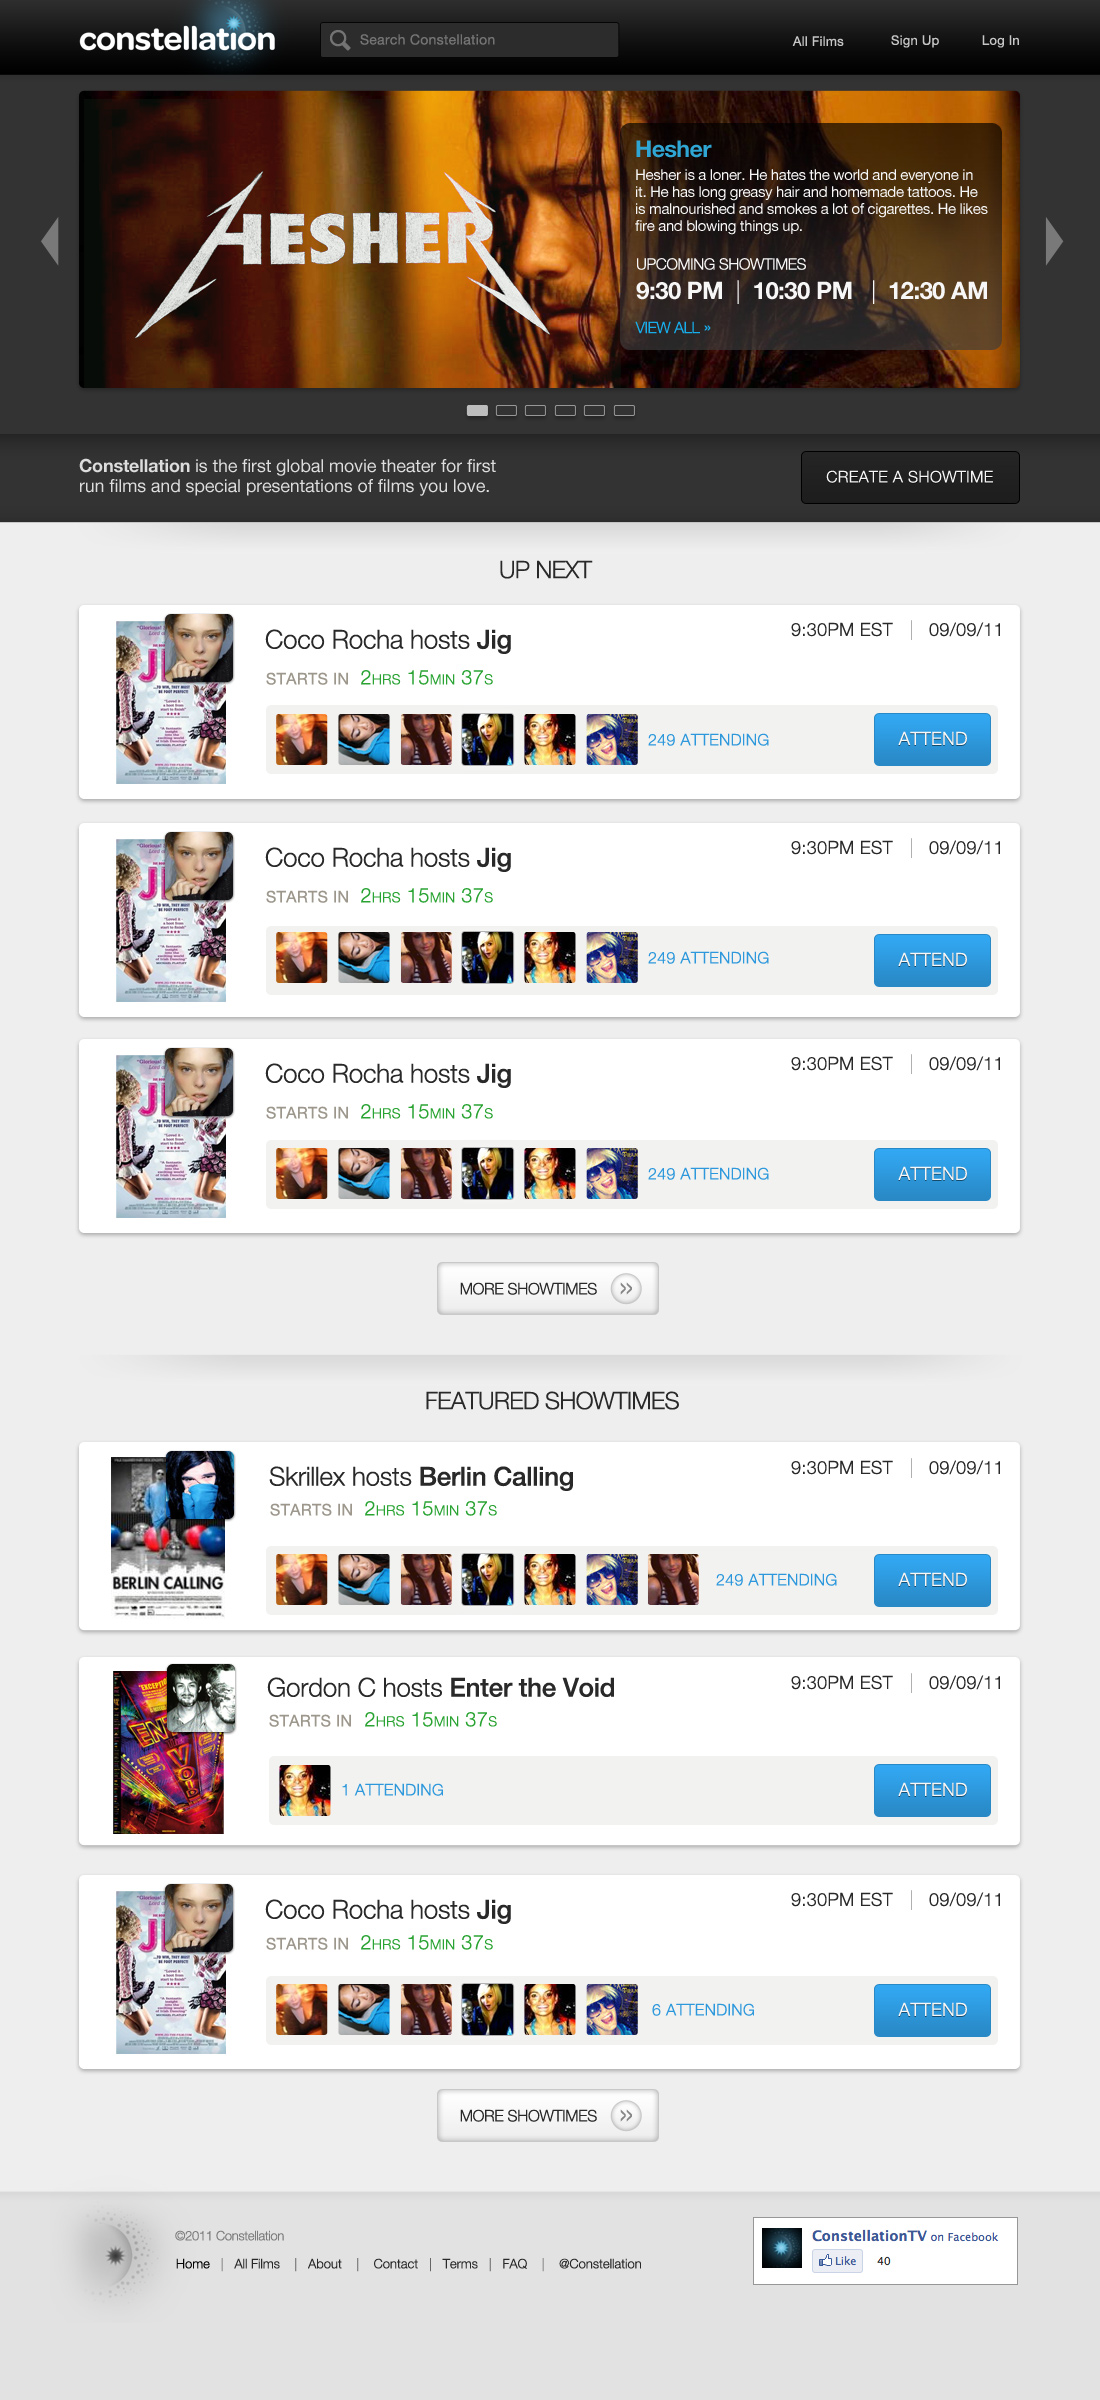 constellation
Search Constellation
All Films
Sign Up
Log In
HESHER
Hesher
Hesher is a loner. He hates the world and everyone in
it. He has long greasy hair and homemade tattoos. He
is malnourished and smokes a lot of cigarettes. He likes
fire and blowing things up.
UPCOMING SHOWTIMES
9:30 PM | 10:30 PM | 12:30 AM
VIEW ALL »
Constellation is the first global movie theater for first
run films and special presentations of films you love.
CREATE A SHOWTIME
UP NEXT
Coco Rocha hosts Jig
9:30PM EST | 09/09/11
STARTS IN 2HRS 15MIN 37S
249 ATTENDING
ATTEND
Coco Rocha hosts Jig
9:30PM EST | 09/09/11
STARTS IN 2HRS 15MIN 37S
249 ATTENDING
ATTEND
Coco Rocha hosts Jig
9:30PM EST | 09/09/11
STARTS IN 2HRS 15MIN 37S
249 ATTENDING
ATTEND
MORE SHOWTIMES »
FEATURED SHOWTIMES
BERLIN CALLING
Skrillex hosts Berlin Calling
9:30PM EST | 09/09/11
STARTS IN 2HRS 15MIN 37S
249 ATTENDING
ATTEND
Gordon C hosts Enter the Void
9:30PM EST | 09/09/11
STARTS IN 2HRS 15MIN 37S
1 ATTENDING
ATTEND
Coco Rocha hosts Jig
9:30PM EST | 09/09/11
STARTS IN 2HRS 15MIN 37S
6 ATTENDING
ATTEND
MORE SHOWTIMES »
©2011 Constellation
Home | All Films | About | Contact | Terms | FAQ | @Constellation
ConstellationTV on Facebook
Like 40